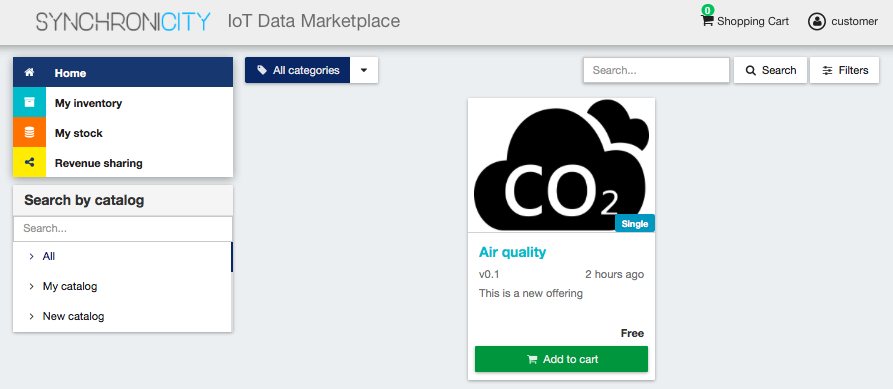 SYNCHRONICITY IoT Data Marketplace
0
Shopping Cart
customer
Home
My inventory
My stock
Revenue sharing
Search by catalog
Search...
All
My catalog
New catalog
All categories
Search...
Search
Filters
CO2
Single
Air quality
v0.1 2 hours ago
This is a new offering
Free
Add to cart